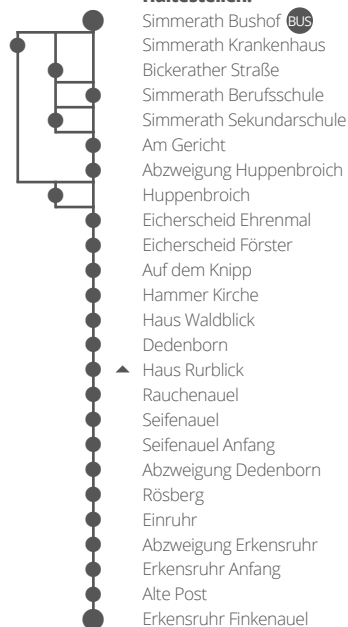 Haltestellen:
Simmerath Bushof BUS
Simmerath Krankenhaus
Bickerather Straße
Simmerath Berufsschule
Simmerath Sekundarschule
Am Gericht
Abzweigung Huppenbroich
Huppenbroich
Eicherscheid Ehrenmal
Eicherscheid Förster
Auf dem Knipp
Hammer Kirche
Haus Waldblick
Dedenborn
Haus Rurblick
Rauchenauel
Seifenauel
Seifenauel Anfang
Abzweigung Dedenborn
Rösberg
Einruhr
Abzweigung Erkensruhr
Erkensruhr Anfang
Alte Post
Erkensruhr Finkenauel